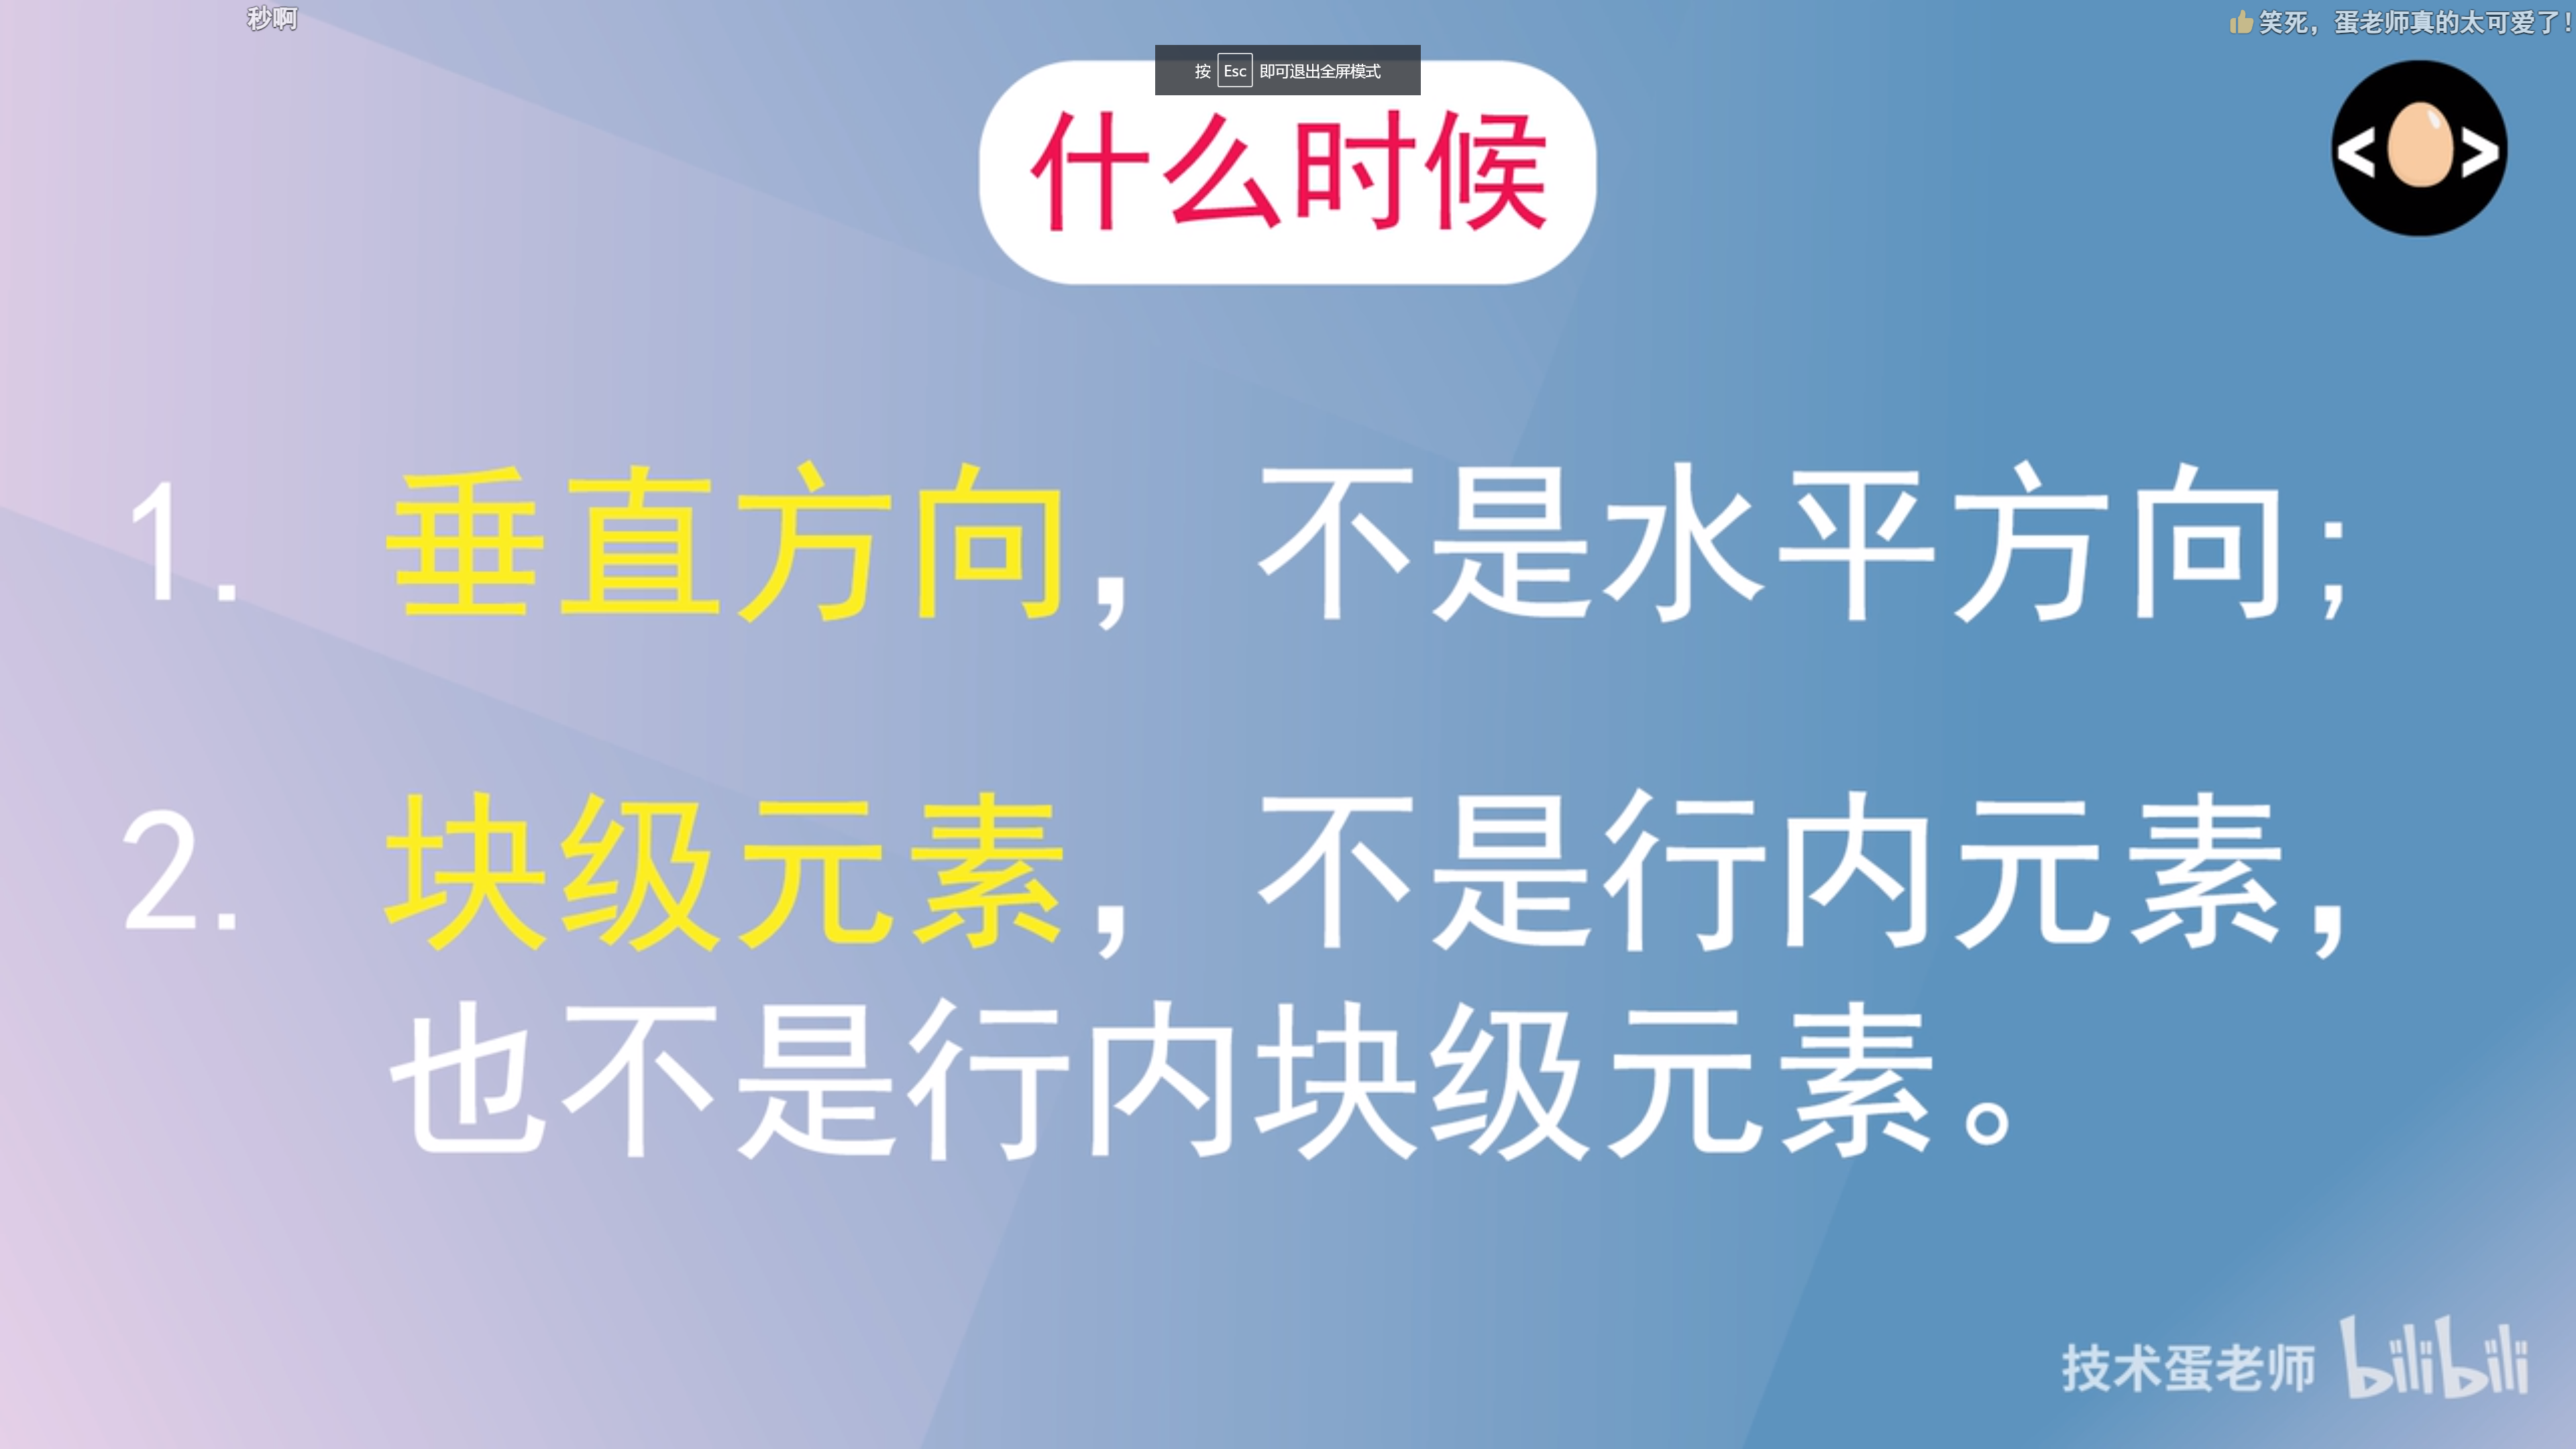 秒啊
👍笑死，蛋老师真的太可爱了！
按 Esc 即可退出全屏模式
什么时候
< >
1. 垂直方向，不是水平方向；
2. 块级元素，不是行内元素，
也不是行内块级元素。
技术蛋老师 bilibili